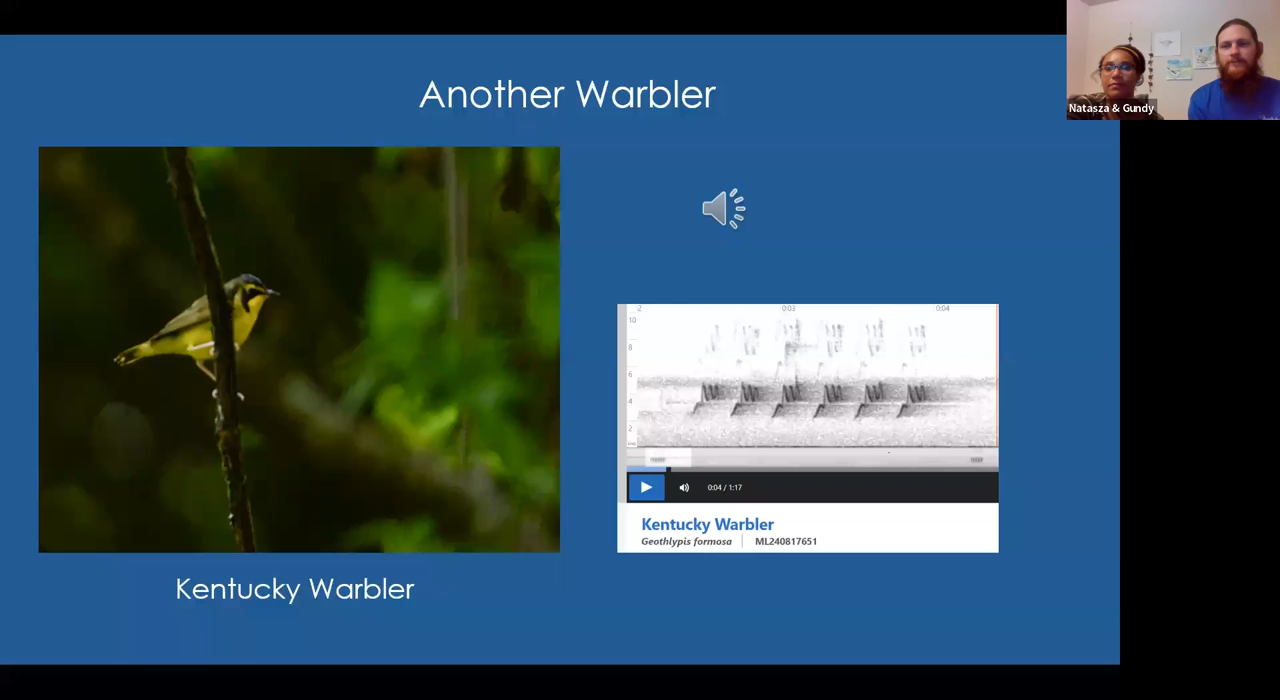 Another Warbler
Natasza & Gundy
0:03
0:04
10
8
6
4
2
0:04 / 1:17
Kentucky Warbler
Geothlypis formosa | ML240817651
Kentucky Warbler